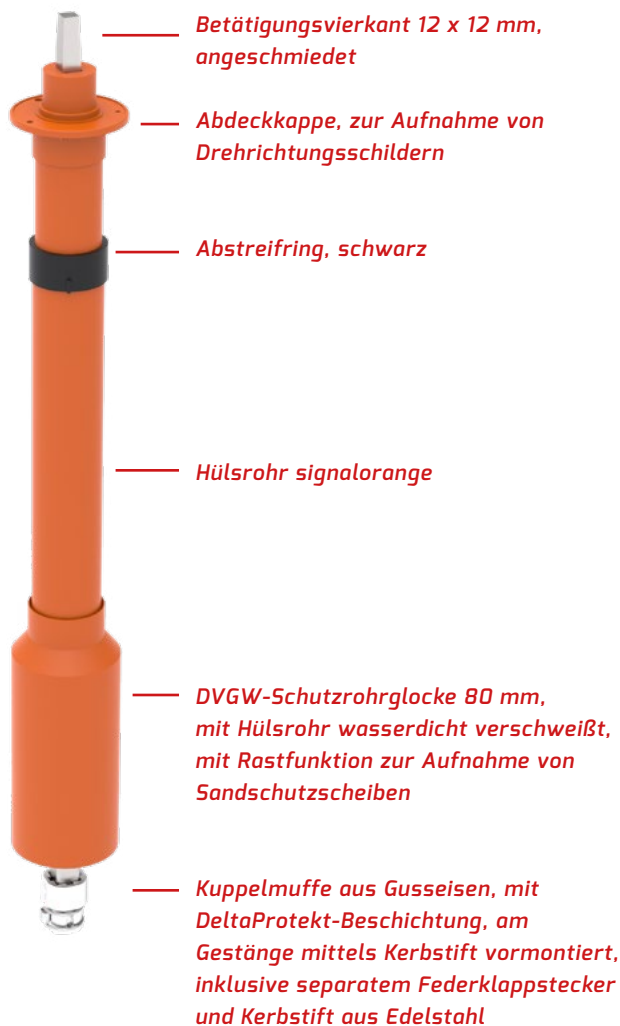 Betätigungsvierkant 12 x 12 mm,
angeschmiedet
Abdeckkappe, zur Aufnahme von
Drehrichtungsschildern
Abstreifring, schwarz
Hülsrohr signalorange
DVGW-Schutzrohrglocke 80 mm,
mit Hülsrohr wasserdicht verschweißt,
mit Rastfunktion zur Aufnahme von
Sandschutzscheiben
Kuppelmuffe aus Gusseisen, mit
DeltaProtekt-Beschichtung, am
Gestänge mittels Kerbstift vormontiert,
inklusive separatem Federklappstecker
und Kerbstift aus Edelstahl